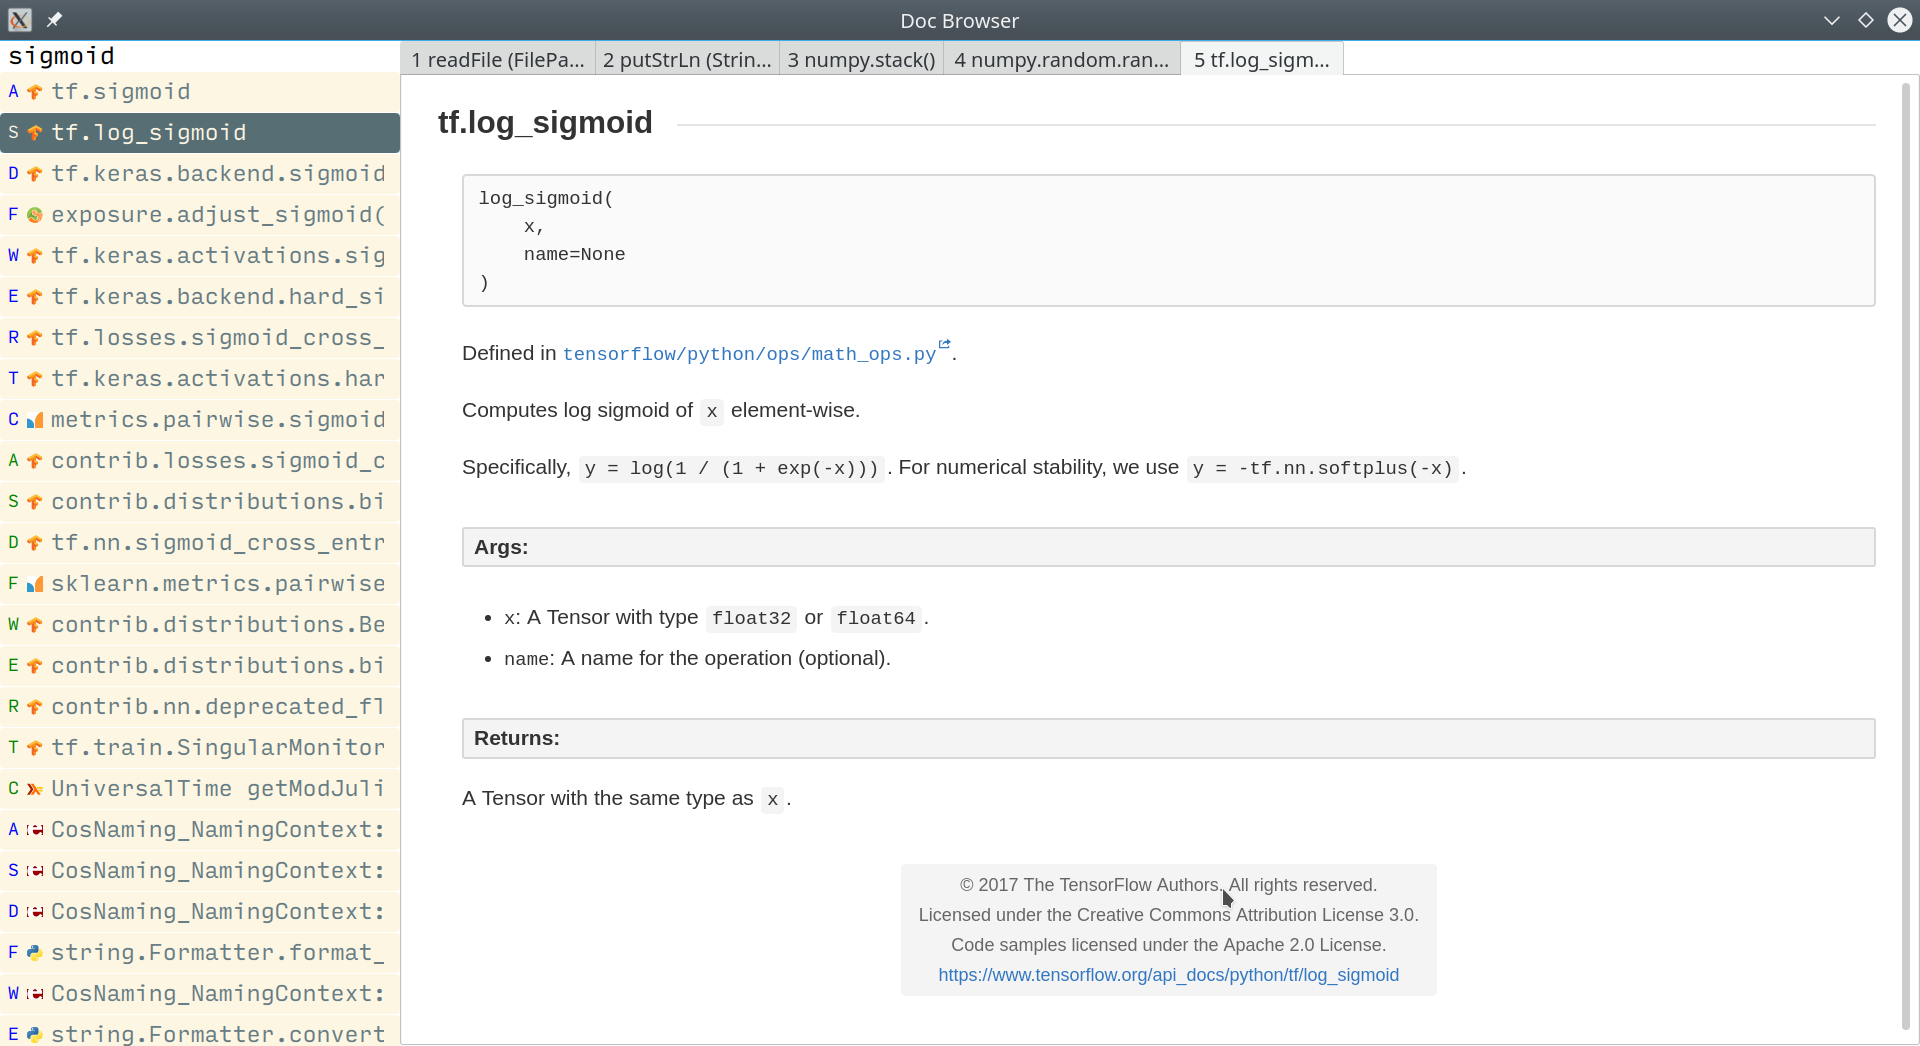 Doc Browser
sigmoid
1 readFile (FilePa...
2 putStrLn (Strin...
3 numpy.stack()
4 numpy.random.ran...
5 tf.log_sigm...
A tf.sigmoid
S tf.log_sigmoid
D tf.keras.backend.sigmoid
F exposure.adjust_sigmoid(
W tf.keras.activations.sig
E tf.keras.backend.hard_si
R tf.losses.sigmoid_cross_
T tf.keras.activations.har
C metrics.pairwise.sigmoid
A contrib.losses.sigmoid_c
S contrib.distributions.bi
D tf.nn.sigmoid_cross_entr
F sklearn.metrics.pairwise
W contrib.distributions.Be
E contrib.distributions.bi
R contrib.nn.deprecated_fl
T tf.train.SingularMonitor
C UniversalTime getModJuli
A CosNaming_NamingContext:
S CosNaming_NamingContext:
D CosNaming_NamingContext:
F string.Formatter.format_
W CosNaming_NamingContext:
E string.Formatter.convert
tf.log_sigmoid
log_sigmoid(
x,
name=None
)
Defined in tensorflow/python/ops/math_ops.py.
Computes log sigmoid of x element-wise.
Specifically, y = log(1 / (1 + exp(-x))). For numerical stability, we use y = -tf.nn.softplus(-x).
Args:
• x: A Tensor with type float32 or float64.
• name: A name for the operation (optional).
Returns:
A Tensor with the same type as x.
© 2017 The TensorFlow Authors. All rights reserved.
Licensed under the Creative Commons Attribution License 3.0.
Code samples licensed under the Apache 2.0 License.
https://www.tensorflow.org/api_docs/python/tf/log_sigmoid